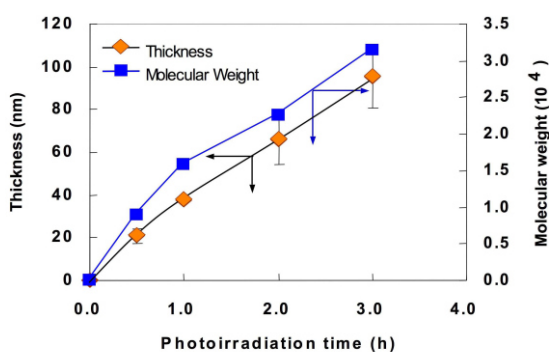 120
100
80
60
40
20
0
Thickness (nm)
Thickness
Molecular Weight
3.5
3.0
2.5
2.0
1.5
1.0
0.5
0.0
Molecular weight (10 4)
0.0 1.0 2.0 3.0 4.0
Photoirradiation time (h)